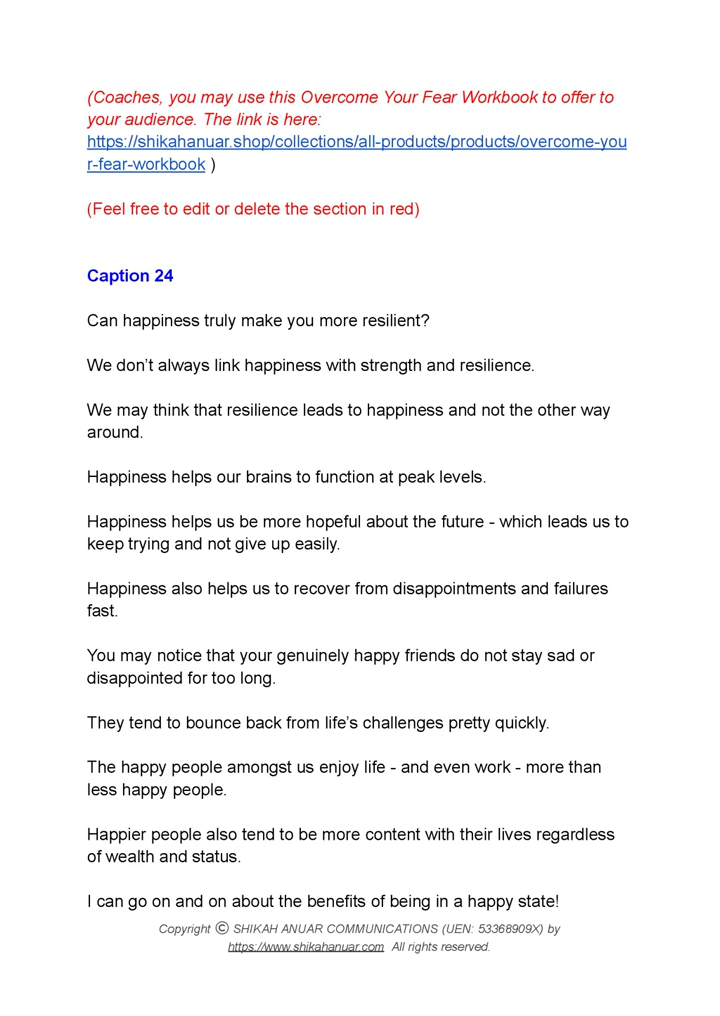 (Coaches, you may use this Overcome Your Fear Workbook to offer to
your audience. The link is here:
https://shikahanuar.shop/collections/all-products/products/overcome-you
r-fear-workbook )
(Feel free to edit or delete the section in red)
Caption 24
Can happiness truly make you more resilient?
We don’t always link happiness with strength and resilience.
We may think that resilience leads to happiness and not the other way
around.
Happiness helps our brains to function at peak levels.
Happiness helps us be more hopeful about the future - which leads us to
keep trying and not give up easily.
Happiness also helps us to recover from disappointments and failures
fast.
You may notice that your genuinely happy friends do not stay sad or
disappointed for too long.
They tend to bounce back from life’s challenges pretty quickly.
The happy people amongst us enjoy life - and even work - more than
less happy people.
Happier people also tend to be more content with their lives regardless
of wealth and status.
I can go on and on about the benefits of being in a happy state!
Copyright © SHIKAH ANUAR COMMUNICATIONS (UEN: 53368909X) by
https://www.shikahanuar.com All rights reserved.